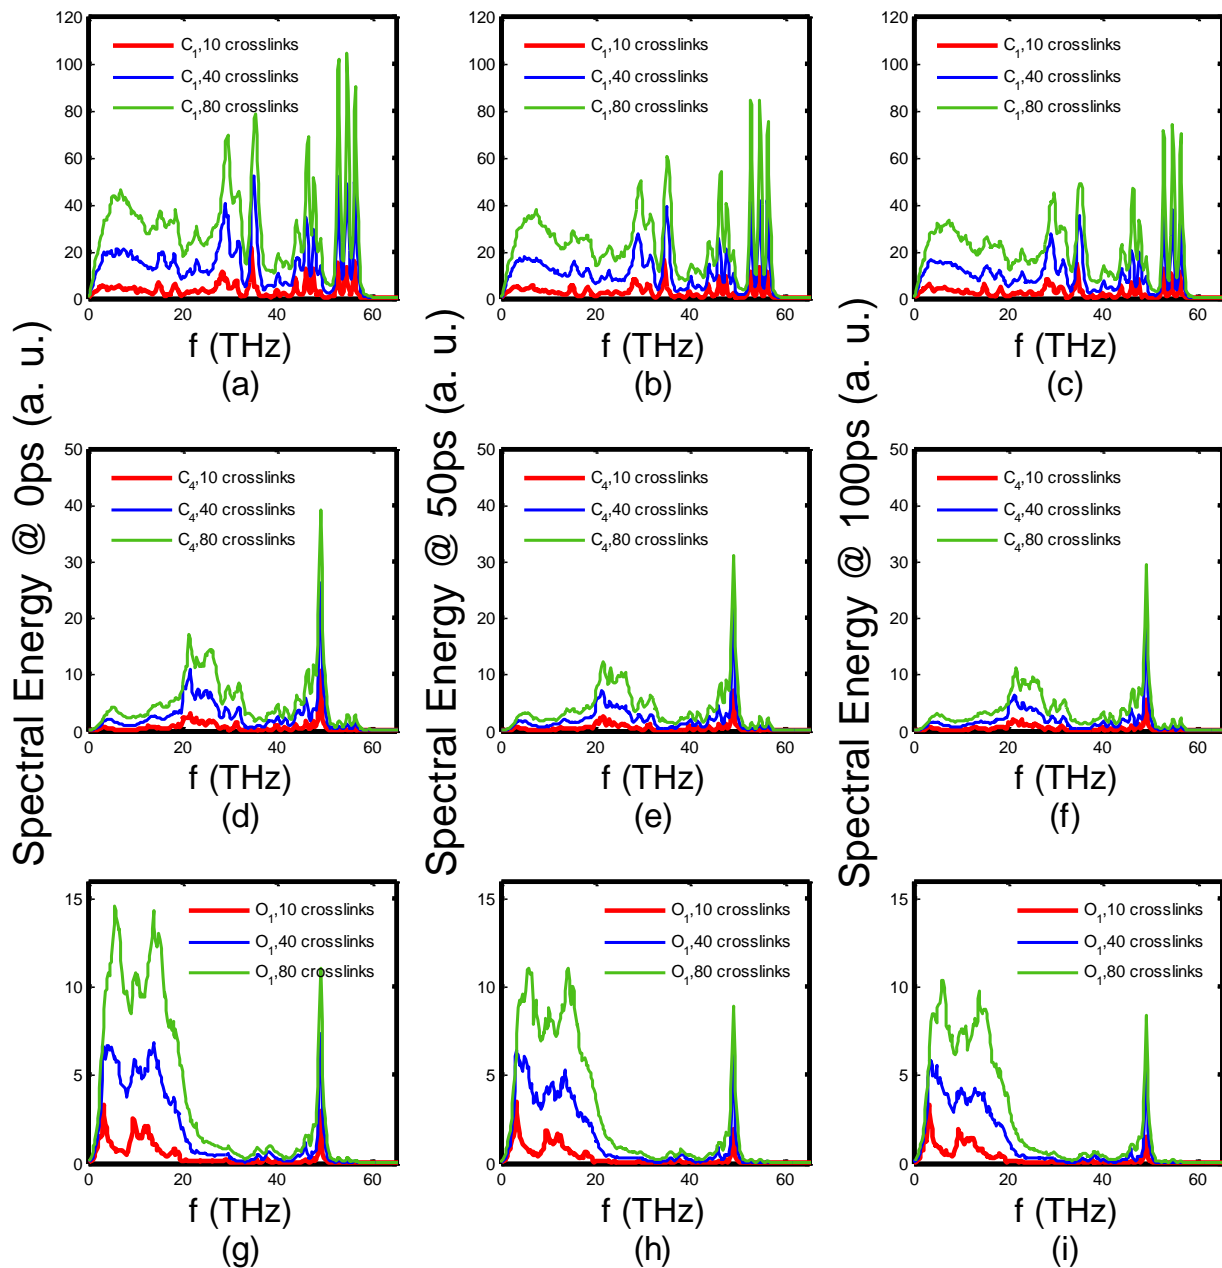 Spectral Energy @ 0ps (a. u.)
Spectral Energy @ 50ps (a. u.)
Spectral Energy @ 100ps (a. u.)
120
100
80
60
40
20
0
0 20 40 60
C1,10 crosslinks
C1,40 crosslinks
C1,80 crosslinks
f (THz)
(a)
120
100
80
60
40
20
0
0 20 40 60
C1,10 crosslinks
C1,40 crosslinks
C1,80 crosslinks
f (THz)
(b)
120
100
80
60
40
20
0
0 20 40 60
C1,10 crosslinks
C1,40 crosslinks
C1,80 crosslinks
f (THz)
(c)
50
40
30
20
10
0
0 20 40 60
C4,10 crosslinks
C4,40 crosslinks
C4,80 crosslinks
f (THz)
(d)
50
40
30
20
10
0
0 20 40 60
C4,10 crosslinks
C4,40 crosslinks
C4,80 crosslinks
f (THz)
(e)
50
40
30
20
10
0
0 20 40 60
C4,10 crosslinks
C4,40 crosslinks
C4,80 crosslinks
f (THz)
(f)
15
10
5
0
0 20 40 60
O1,10 crosslinks
O1,40 crosslinks
O1,80 crosslinks
f (THz)
(g)
15
10
5
0
0 20 40 60
O1,10 crosslinks
O1,40 crosslinks
O1,80 crosslinks
f (THz)
(h)
15
10
5
0
0 20 40 60
O1,10 crosslinks
O1,40 crosslinks
O1,80 crosslinks
f (THz)
(i)